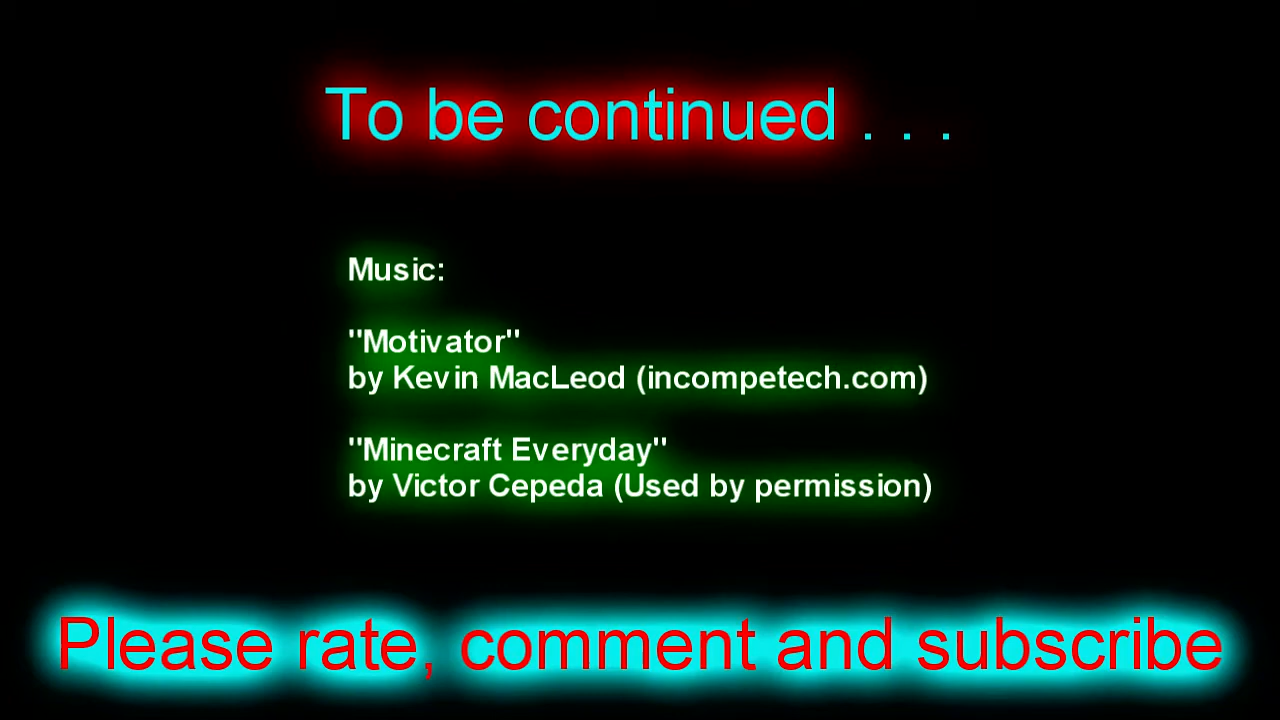 To be continued . . .
Music:
"Motivator"
by Kevin MacLeod (incompetech.com)
"Minecraft Everyday"
by Victor Cepeda (Used by permission)
Please rate, comment and subscribe